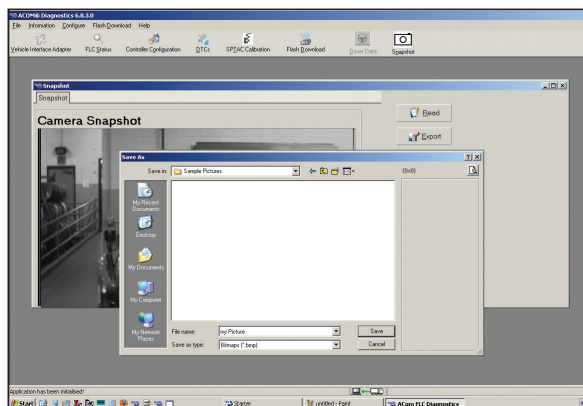 ACOM® Diagnostics 6.8.3.0
File Information Configure Flash Download Help
Vehicle Interface Adapter FLC Status Controller Configuration DTCs SPTAC Calibration Flash Download Driver Data Snapshot
Snapshot
Snapshot
Camera Snapshot
Read
Export
Save As
Save in: Sample Pictures
(0x0)
My Recent Documents
Desktop
My Documents
My Computer
My Network Places
File name: my Picture Save
Save as type: Bitmaps (*.bmp) Cancel
Application has been initialised!
Start Starter untitled - Paint ACom FLC Diagnostics